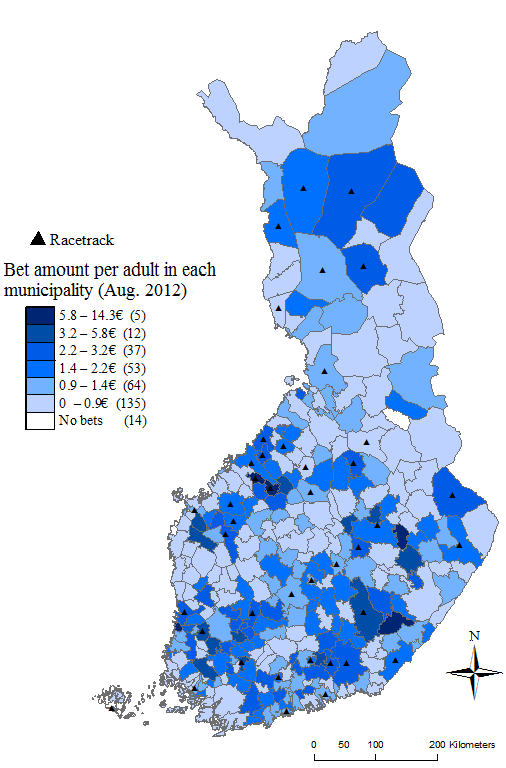 Racetrack
Bet amount per adult in each
municipality (Aug. 2012)
5.8 – 14.3€ (5)
3.2 – 5.8€ (12)
2.2 – 3.2€ (37)
1.4 – 2.2€ (53)
0.9 – 1.4€ (64)
0 – 0.9€ (135)
No bets (14)
N
0 50 100 200 Kilometers